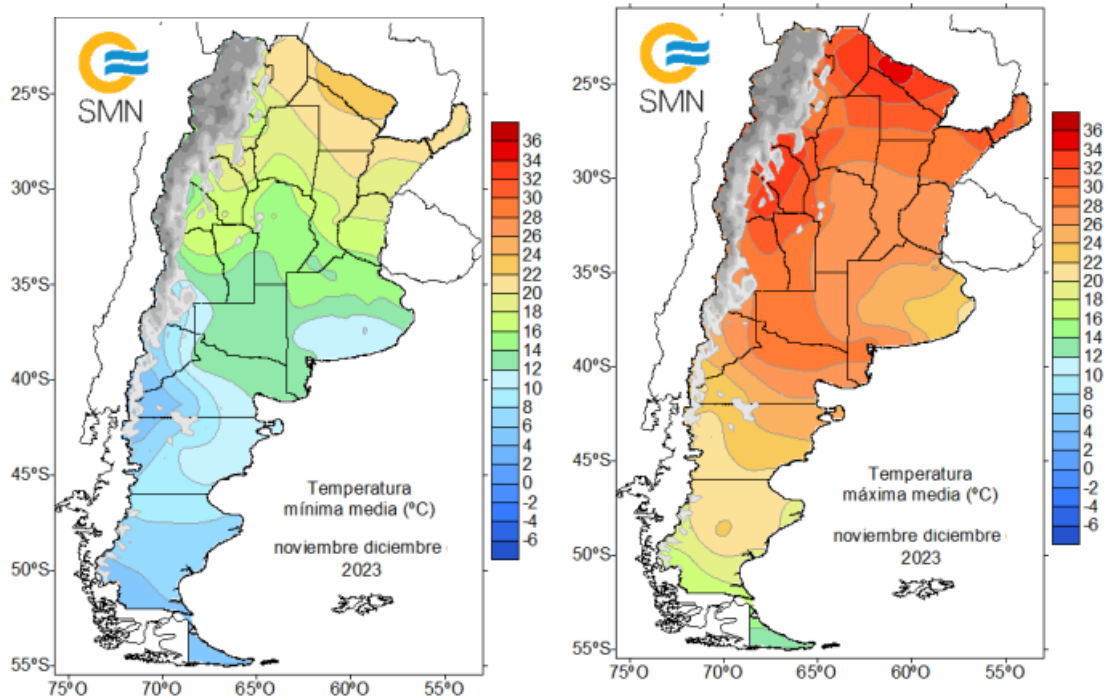 SMN
25ºS
30ºS
35ºS
40ºS
45ºS
50ºS
55ºS
75ºO
70ºO
65ºO
60ºO
55ºO
36
34
32
30
28
26
24
22
20
18
16
14
12
10
8
6
4
2
0
-2
-4
-6
Temperatura
mínima media (ºC)
noviembre diciembre
2023
SMN
25ºS
30ºS
35ºS
40ºS
45ºS
50ºS
55ºS
75ºO
70ºO
65ºO
60ºO
55ºO
36
34
32
30
28
26
24
22
20
18
16
14
12
10
8
6
4
2
0
-2
-4
-6
Temperatura
máxima media (ºC)
noviembre diciembre
2023